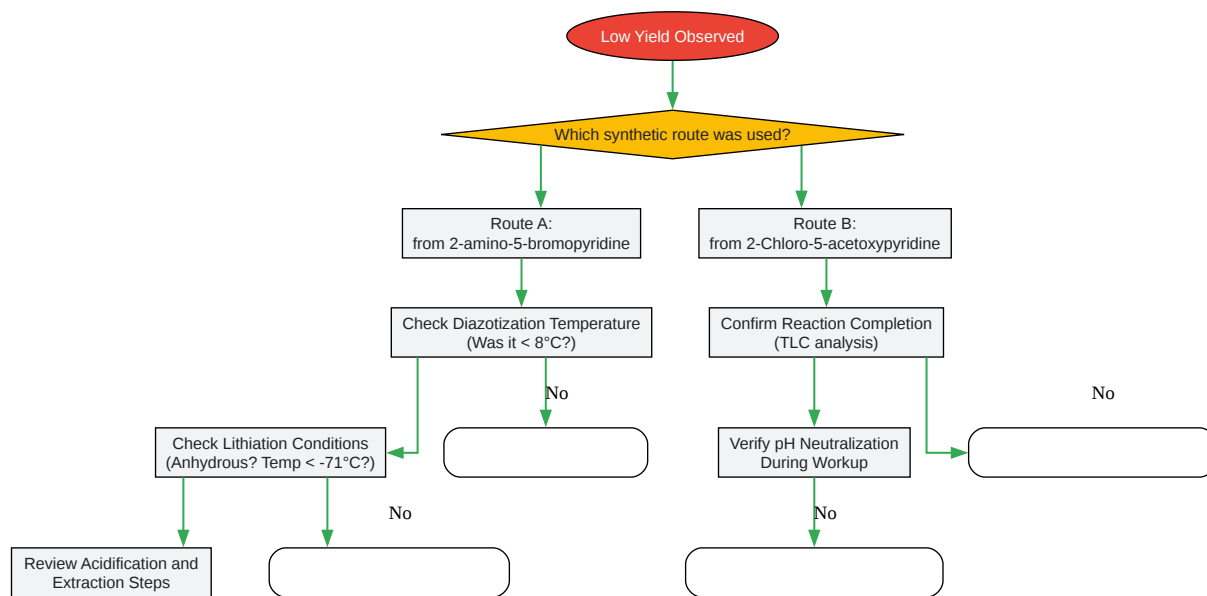 Low Yield Observed
Which synthetic route was used?
Route A:
from 2-amino-5-bromopyridine
Route B:
from 2-Chloro-5-acetoxypyridine
Check Diazotization Temperature
(Was it < 8°C?)
Confirm Reaction Completion
(TLC analysis)
No
No
Check Lithiation Conditions
(Anhydrous? Temp < -71°C?)
Verify pH Neutralization
During Workup
No
No
Review Acidification and
Extraction Steps